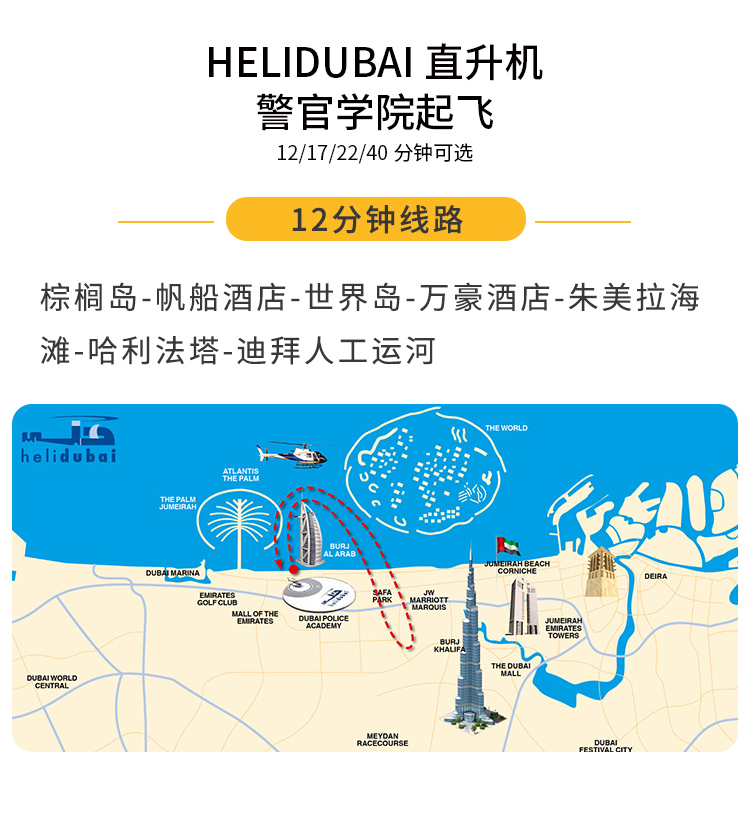 HELIDUBAI 直升机
警官学院起飞
12/17/22/40 分钟可选
12分钟线路
棕榈岛-帆船酒店-世界岛-万豪酒店-朱美拉海
滩-哈利法塔-迪拜人工运河
helidubai
THE WORLD
ATLANTIS
THE PALM
THE PALM
JUMEIRAH
BURJ
AL ARAB
DUBAI MARINA
JUMEIRAH BEACH
CORNICHE
DEIRA
EMIRATES
GOLF CLUB
SAFA
PARK
JW
MARRIOTT
MARQUIS
MALL OF THE
EMIRATES
helidubai
DUBAI POLICE
ACADEMY
JUMEIRAH
EMIRATES
TOWERS
BURJ
KHALIFA
THE DUBAI
MALL
DUBAI WORLD
CENTRAL
MEYDAN
RACECOURSE
DUBAI
FESTIVAL CITY